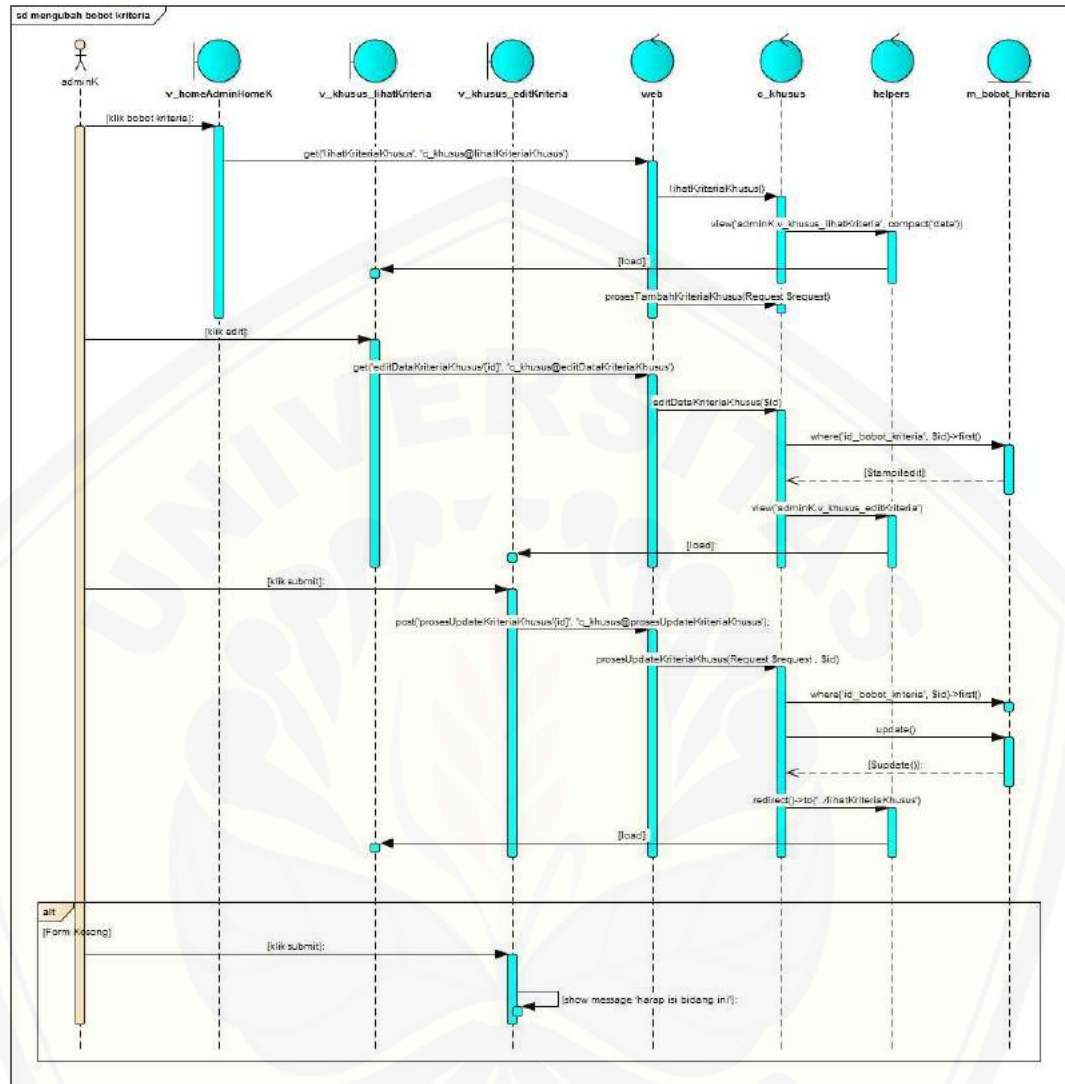 sd mengubah bobot kriteria
adminK
v_homeAdminHomeK
v_khusus_lihatKriteria
v_khusus_editKriteria
web
c_khusus
helpers
m_bobot_kriteria
[klik bobot kriteria]:
get('lihatKriteriaKhusus', 'c_khusus@lihatKriteriaKhusus')
lihatKriteriaKhusus()
view('adminK.v_khusus_lihatKriteria', compact('data'))
[load]:
prosesTambahKriteriaKhusus(Request $request)
[klik edit]:
get('editDataKriteriaKhusus/{id}', 'c_khusus@editDataKriteriaKhusus')
editDataKriteriaKhusus($id)
where('id_bobot_kriteria', $id)->first()
[$tampiledit]:
view('adminK.v_khusus_editKriteria')
[load]:
[klik submit]:
post('prosesUpdateKriteriaKhusus/{id}', 'c_khusus@prosesUpdateKriteriaKhusus');
prosesUpdateKriteriaKhusus(Request $request , $id)
where('id_bobot_kriteria', $id)->first()
update()
[$update()]:
redirect()->to('../lihatKriteriaKhusus')
[load]:
alt
[Form Kosong]
[klik submit]:
[show message 'harap isi bidang ini']:
UNIVERSITAS